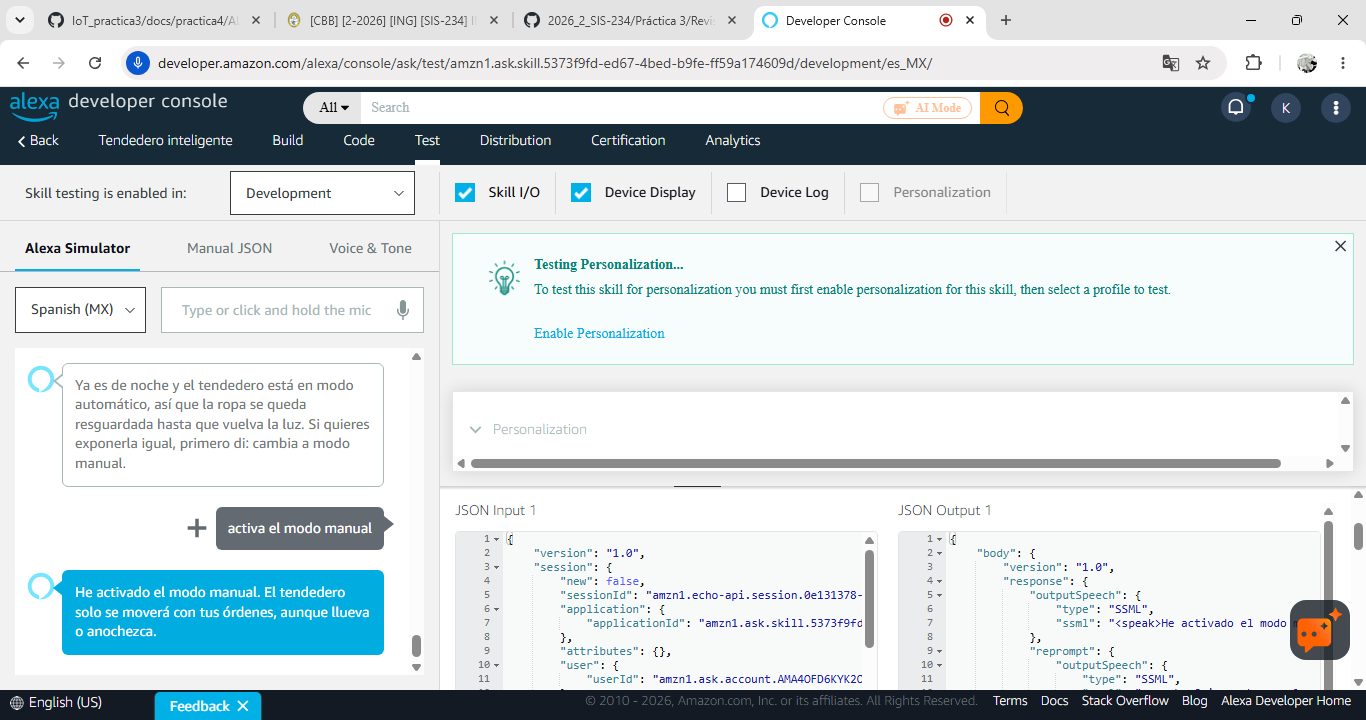 IoT_practica3/docs/practica4/Al
[CBB] [2-2026] [ING] [SIS-234] I
2026_2_SIS-234/Práctica 3/Revis
Developer Console
developer.amazon.com/alexa/console/ask/test/amzn1.ask.skill.5373f9fd-ed67-4bed-b9fe-ff59a174609d/development/es_MX/
alexa developer console
All
Search
AI Mode
K
Back
Tendedero inteligente
Build
Code
Test
Distribution
Certification
Analytics
Skill testing is enabled in:
Development
Skill I/O
Device Display
Device Log
Personalization
Alexa Simulator
Manual JSON
Voice & Tone
Spanish (MX)
Type or click and hold the mic
Ya es de noche y el tendedero está en modo
automático, así que la ropa se queda
resguardada hasta que vuelva la luz. Si quieres
exponerla igual, primero di: cambia a modo
manual.
activa el modo manual
He activado el modo manual. El tendedero
solo se moverá con tus órdenes, aunque llueva
o anochezca.
Testing Personalization...
To test this skill for personalization you must first enable personalization for this skill, then select a profile to test.
Enable Personalization
Personalization
JSON Input 1
1 {
2 "version": "1.0",
3 "session": {
4 "new": false,
5 "sessionId": "amzn1.echo-api.session.0e131378-
6 "application": {
7 "applicationId": "amzn1.ask.skill.5373f9fd
8 },
9 "attributes": {},
10 "user": {
11 "userId": "amzn1.ask.account.AMA4OFD6KYK2O
JSON Output 1
1 {
2 "body": {
3 "version": "1.0",
4 "response": {
5 "outputSpeech": {
6 "type": "SSML",
7 "ssml": "<speak>He activado el modo
8 },
9 "reprompt": {
10 "outputSpeech": {
11 "type": "SSML",
English (US)
Feedback
© 2010 - 2026, Amazon.com, Inc. or its affiliates. All Rights Reserved.
Terms
Docs
Stack Overflow
Blog
Alexa Developer Home